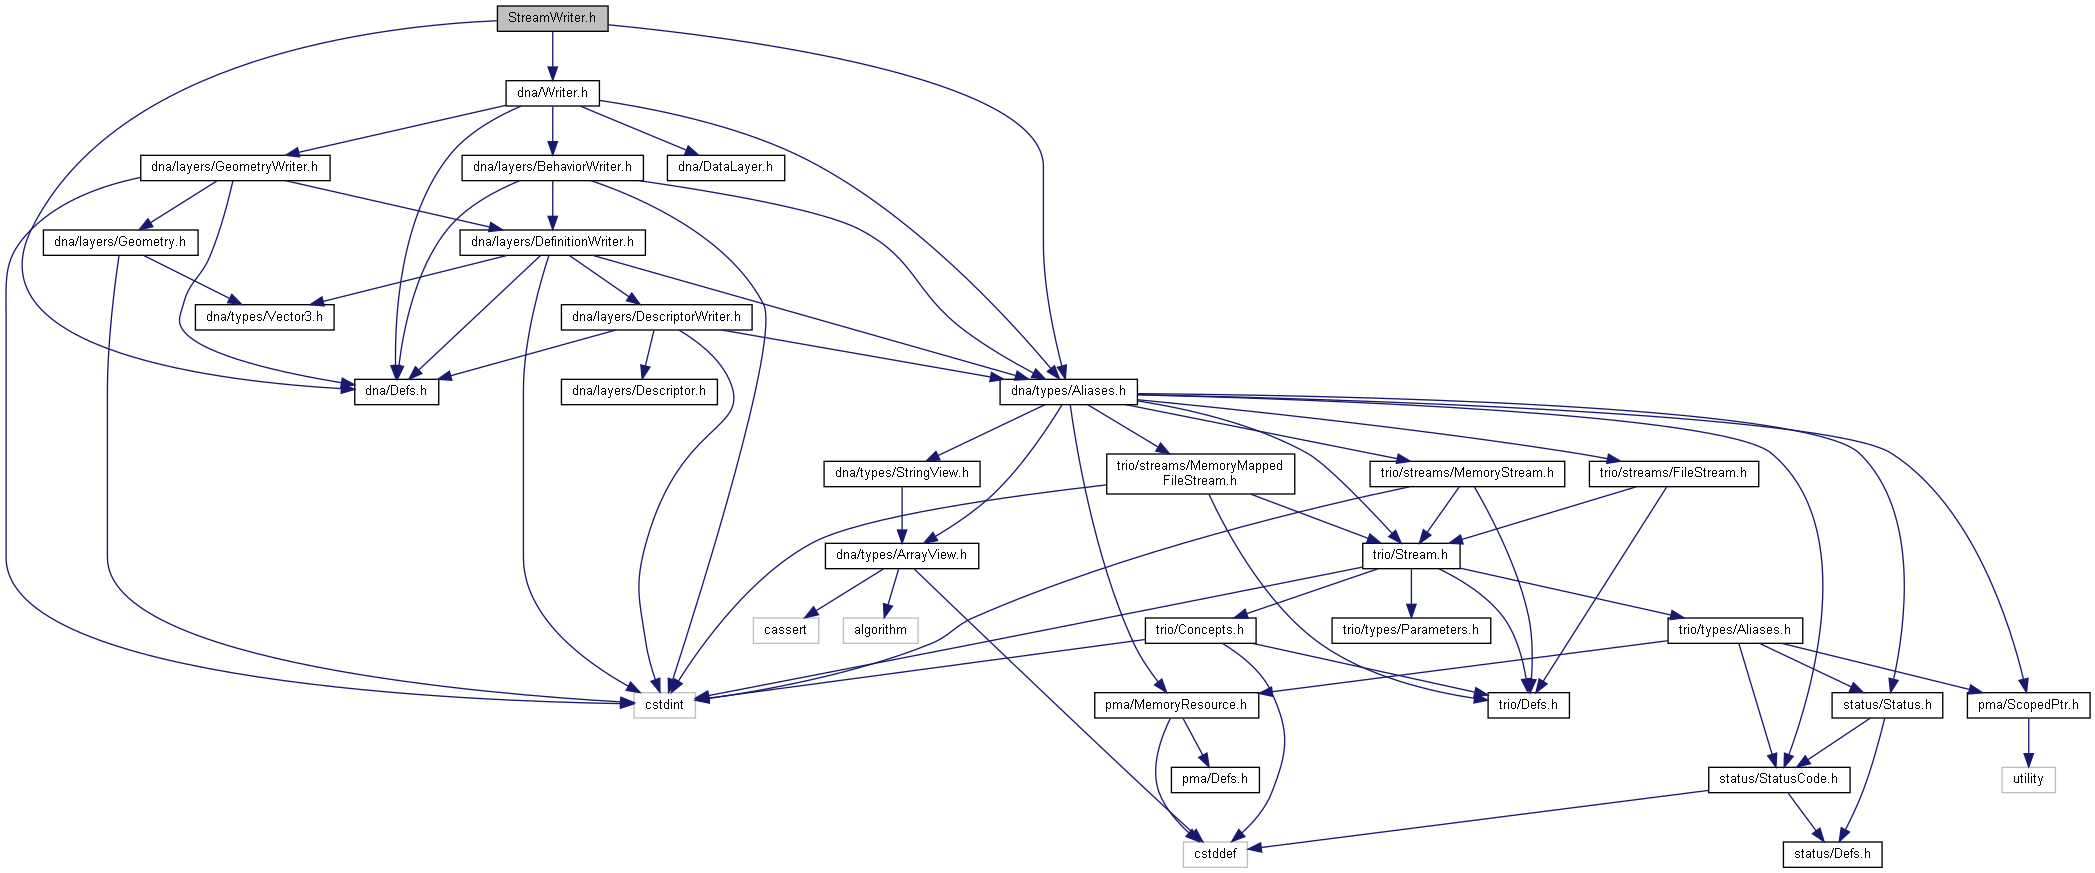 StreamWriter.h
dna/Writer.h
dna/layers/GeometryWriter.h
dna/layers/BehaviorWriter.h
dna/DataLayer.h
dna/layers/Geometry.h
dna/layers/DefinitionWriter.h
dna/types/Vector3.h
dna/layers/DescriptorWriter.h
dna/Defs.h
dna/layers/Descriptor.h
dna/types/Aliases.h
dna/types/StringView.h
trio/streams/MemoryMapped
FileStream.h
trio/streams/MemoryStream.h
trio/streams/FileStream.h
dna/types/ArrayView.h
trio/Stream.h
cassert
algorithm
trio/Concepts.h
trio/types/Parameters.h
trio/types/Aliases.h
cstdint
pma/MemoryResource.h
trio/Defs.h
status/Status.h
pma/ScopedPtr.h
pma/Defs.h
status/StatusCode.h
utility
cstddef
status/Defs.h